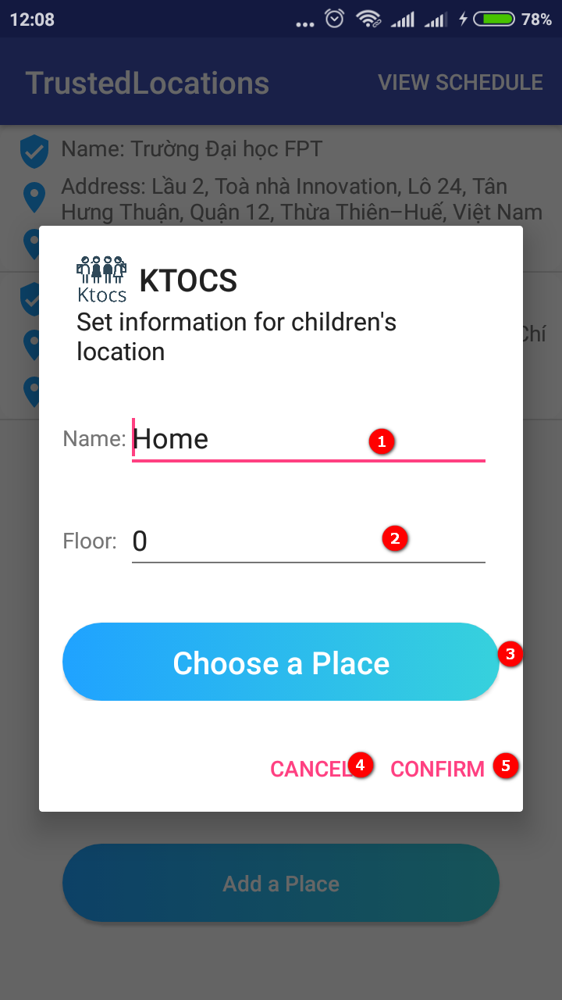 12:08
78%
TrustedLocations
VIEW SCHEDULE
Name: Trường Đại học FPT
Address: Lầu 2, Toà nhà Innovation, Lô 24, Tân
Hưng Thuận, Quận 12, Thừa Thiên–Huế, Việt Nam
Chí
Ktocs
KTOCS
Set information for children's
location
Name: Home
1
Floor: 0
2
Choose a Place
3
CANCEL
4
CONFIRM
5
Add a Place